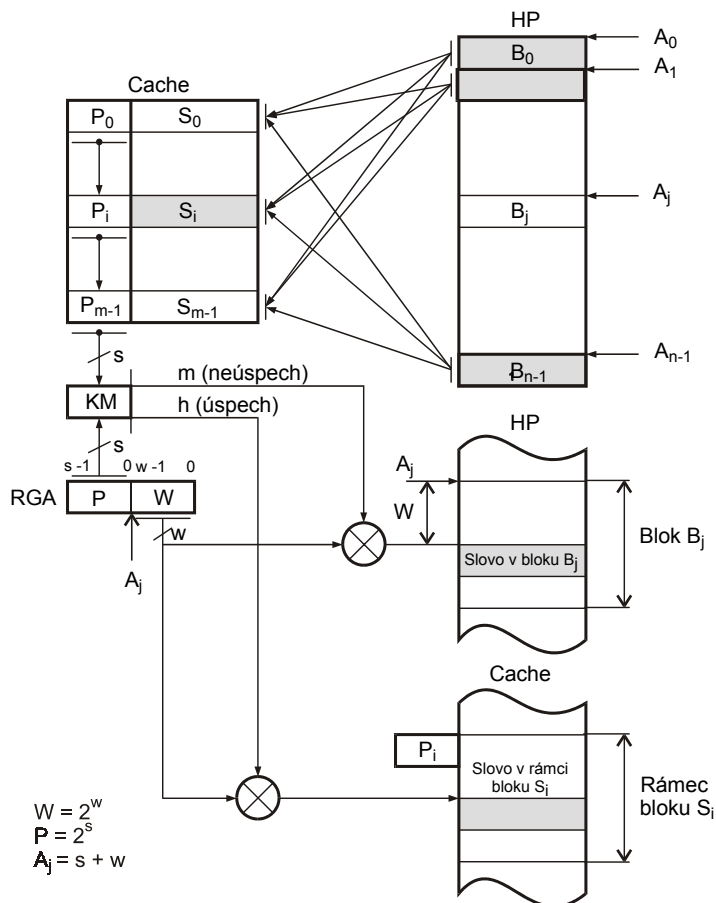 HP
A0
B0
A1
Cache
P0 S0
Aj
Pi Si
Bj
Pm-1 Sm-1
An-1
Bn-1
s
m (neúspech)
KM
h (úspech)
HP
s
s -1 0 w -1 0
Aj
RGA P W
W
w
Blok Bj
Slovo v bloku Bj
Aj
Cache
Pi
Slovo v rámci
bloku Si
Rámec
bloku Si
W = 2^w
P = 2^s
Aj = s + w